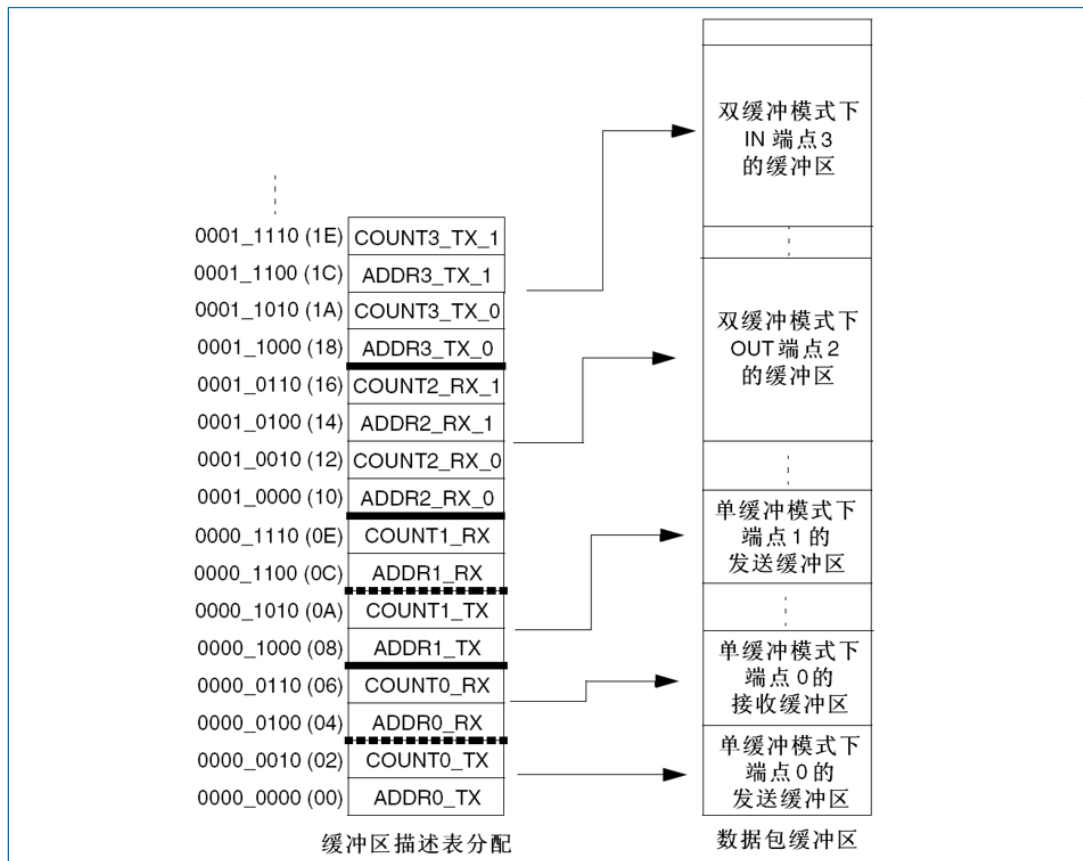 双缓冲模式下
IN 端点3
的缓冲区
0001_1110 (1E) COUNT3_TX_1
0001_1100 (1C) ADDR3_TX_1
0001_1010 (1A) COUNT3_TX_0
0001_1000 (18) ADDR3_TX_0
0001_0110 (16) COUNT2_RX_1
0001_0100 (14) ADDR2_RX_1
0001_0010 (12) COUNT2_RX_0
0001_0000 (10) ADDR2_RX_0
0000_1110 (0E) COUNT1_RX
0000_1100 (0C) ADDR1_RX
0000_1010 (0A) COUNT1_TX
0000_1000 (08) ADDR1_TX
0000_0110 (06) COUNT0_RX
0000_0100 (04) ADDR0_RX
0000_0010 (02) COUNT0_TX
0000_0000 (00) ADDR0_TX
缓冲区描述表分配
双缓冲模式下
OUT 端点2
的缓冲区
单缓冲模式下
端点1的
发送缓冲区
单缓冲模式下
端点0的
接收缓冲区
单缓冲模式下
端点0的
发送缓冲区
数据包缓冲区